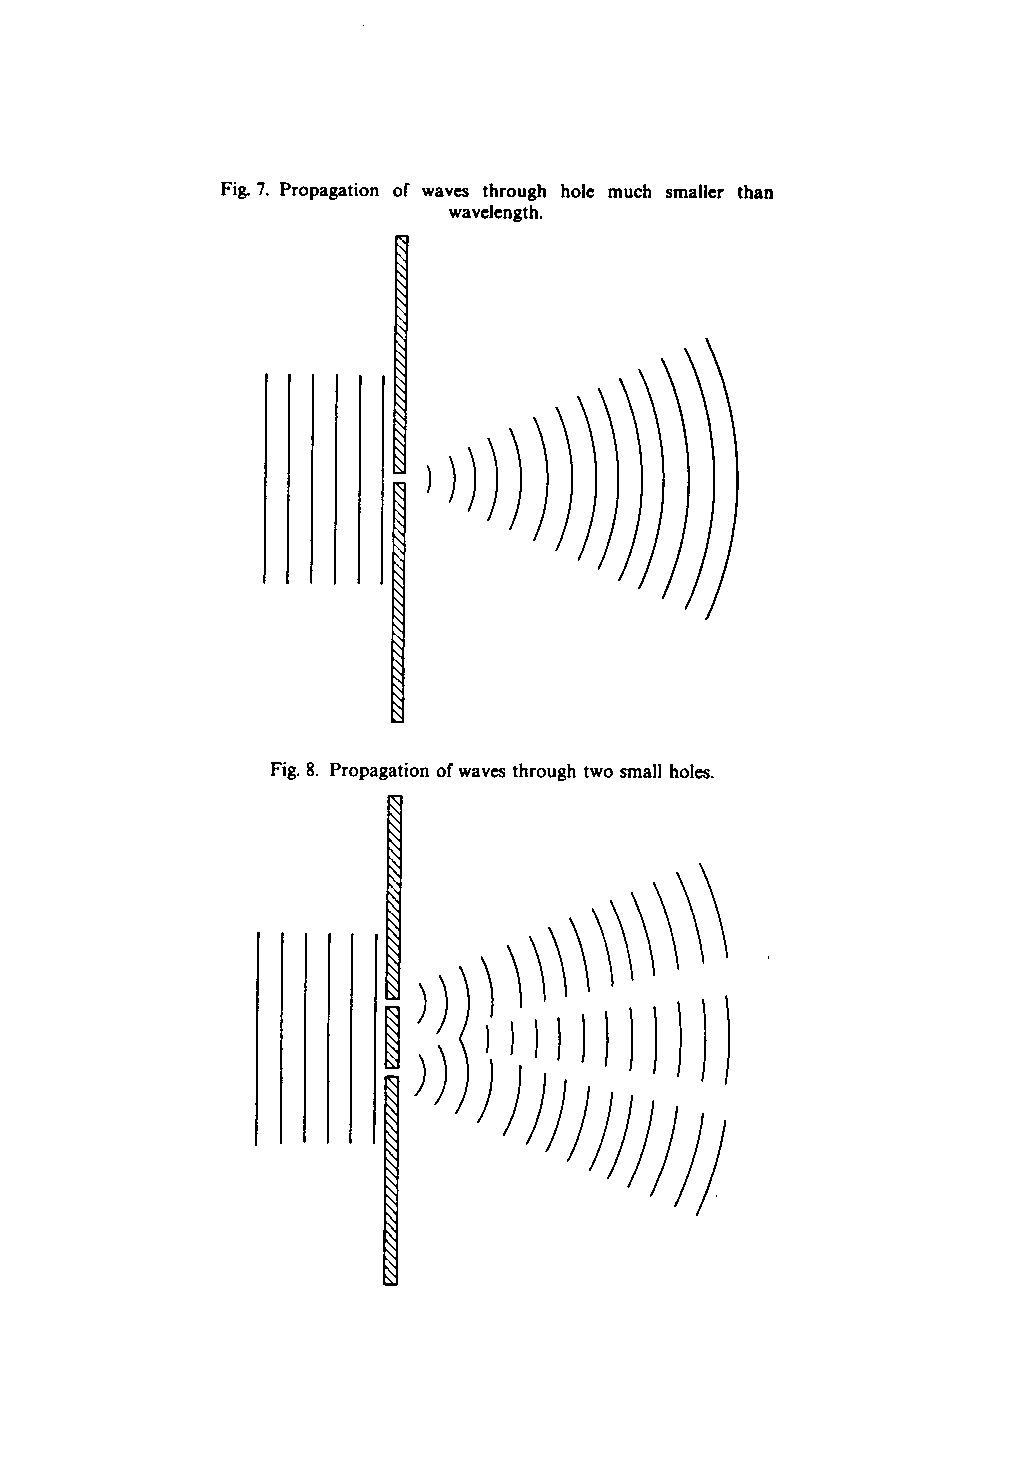 Fig. 7. Propagation of waves through hole much smaller than
wavelength.
Fig. 8. Propagation of waves through two small holes.